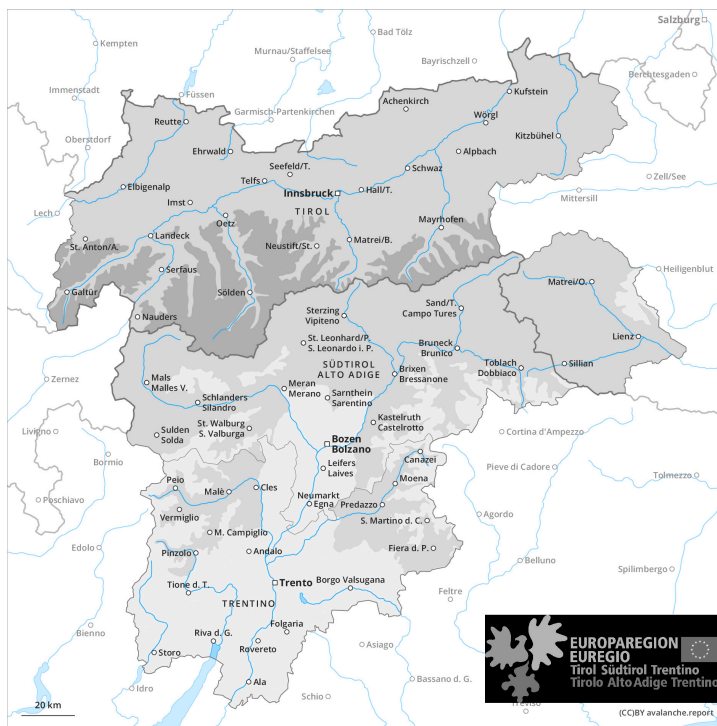 Salzburg
Kempten
Bad Tölz
Murnau/Staffelsee
Bayrischzell
Berchtesgaden
Immenstadt
Füssen
Garmisch-Partenkirchen
Achenkirch
Kufstein
Reutte
Wörgl
Oberstdorf
Ehrwald
Kitzbühel
Alpbach
Seefeld/T.
Schwaz
Zell/See
Telfs
Elbigenalp
Innsbruck
Hall/T.
Mittersill
Imst
Lech
TIROL
Oetz
Mayrhofen
St. Anton/A.
Landeck
Neustift/St.
Matrei/B.
Serfaus
Heiligenblut
Galtür
Sölden
Matrei/O.
Nauders
Sterzing
Vipiteno
Sand/T.
Campo Tures
Lienz
St. Leonhard/P.
S. Leonardo i. P.
Bruneck
Brunico
Toblach
Dobbiaco
Sillian
SÜDTIROL
ALTO ADIGE
Brixen
Bressanone
Zernez
Mals
Malles V.
Meran
Merano
Sarnthein
Sarentino
Schlanders
Silandro
Livigno
St. Walburg
S. Valburga
Kastelruth
Castelrotto
Sulden
Solda
Cortina d'Ampezzo
Bozen
Bolzano
Bormio
Canazei
Pieve di Cadore
Leifers
Laives
Tolmezzo
Peio
Cles
Malè
Moena
Poschiavo
Neumarkt
Egna
Predazzo
Vermiglio
Agordo
S. Martino d. C.
M. Campiglio
Edolo
Pinzolo
Andalo
Fiera d. P.
Belluno
Spilimbergo
Tione d. T.
Trento
Borgo Valsugana
Feltre
TRENTINO
Folgaria
Bienno
Riva d. G.
Rovereto
Asiago
Storo
Bassano d. G.
Ala
Idro
Schio
Treviso
EUROPAREGION
EUREGIO
Tirol Südtirol Trentino
Tirolo Alto Adige Trentino
20 km
(CC)BY avalanche.report